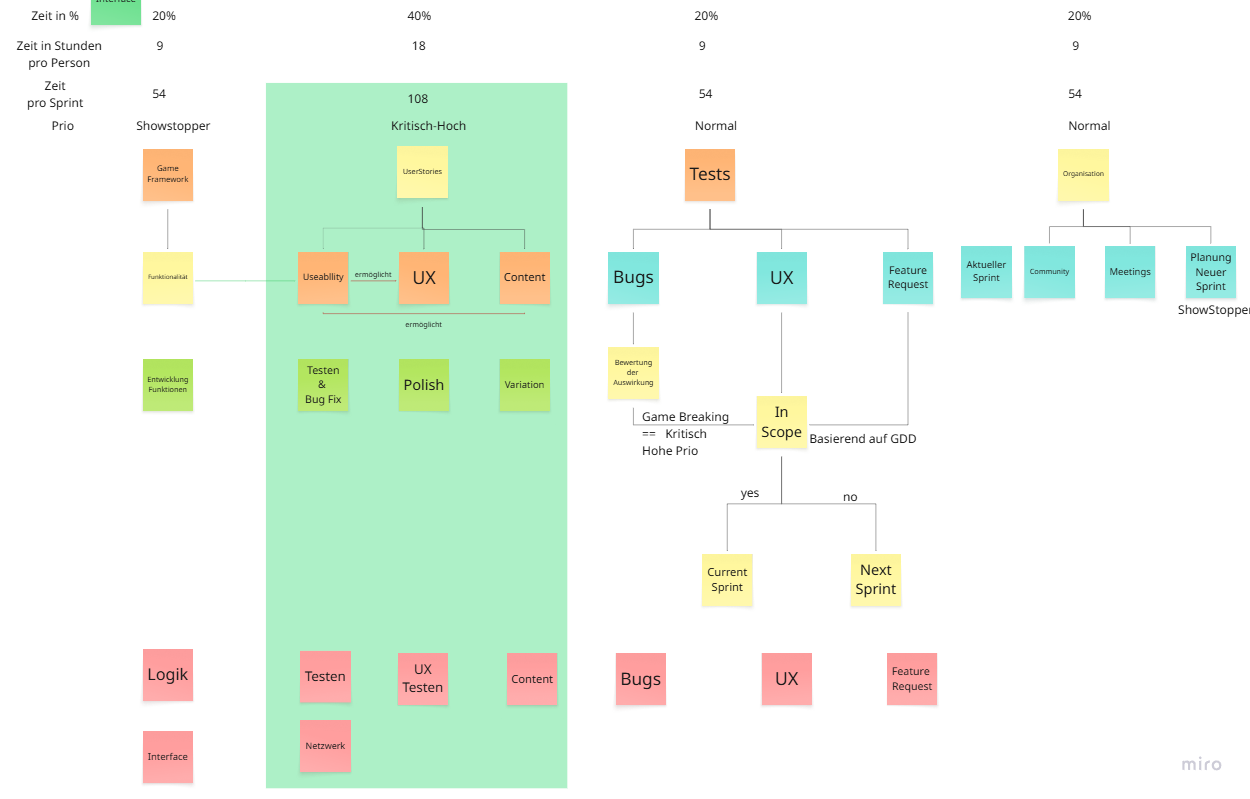 Interface
Zeit in %
20%
40%
20%
20%
Zeit in Stunden
pro Person
9
18
9
9
Zeit
pro Sprint
54
108
54
54
Prio
Showstopper
Kritisch-Hoch
Normal
Normal
Game
Framework
UserStories
Tests
Organisation
Funktionalität
Useabllity
ermöglicht
UX
Content
ermöglicht
Bugs
UX
Feature
Request
Aktueller
Sprint
Community
Meetings
Planung
Neuer
Sprint
ShowStopper
Entwicklung
Funktionen
Testen
&
Bug Fix
Polish
Variation
Bewertung
der
Auswirkung
Game Breaking
== Kritisch
Hohe Prio
In
Scope
Basierend auf GDD
yes
no
Current
Sprint
Next
Sprint
Logik
Testen
UX
Testen
Content
Bugs
UX
Feature
Request
Interface
Netzwerk
miro